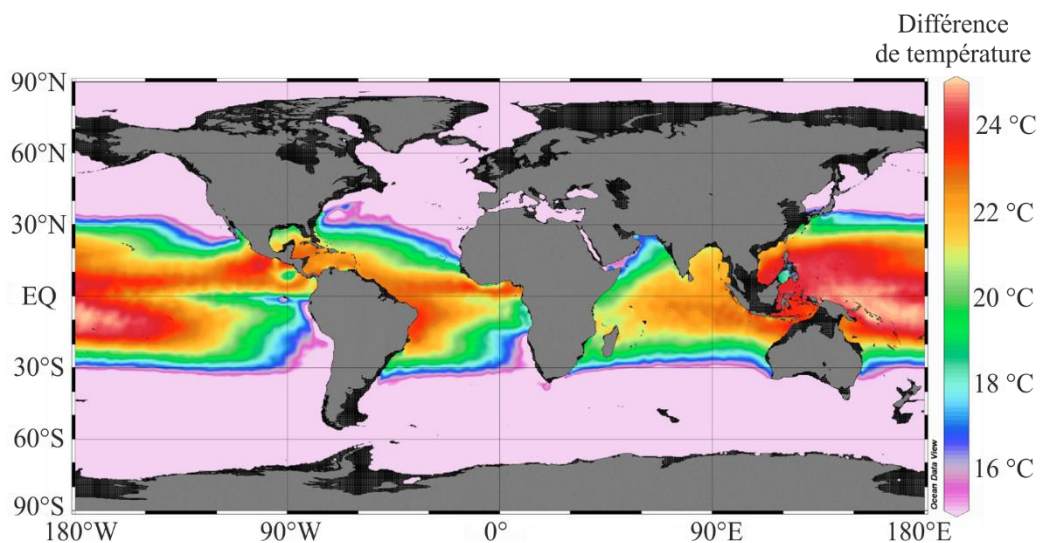 Différence
de température
90°N
60°N
30°N
EQ
30°S
60°S
90°S
180°W
90°W
0°
90°E
180°E
24 °C
22 °C
20 °C
18 °C
16 °C
Ocean Data View